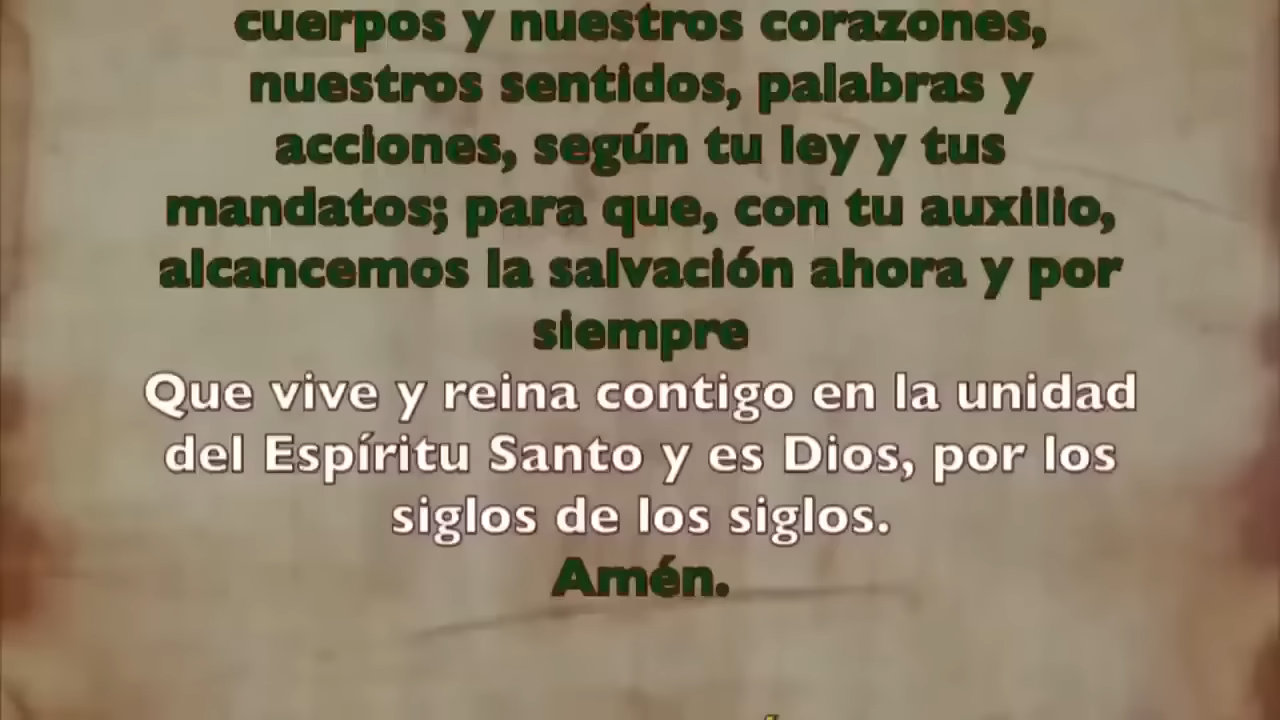 cuerpos y nuestros corazones,
nuestros sentidos, palabras y
acciones, según tu ley y tus
mandatos; para que, con tu auxilio,
alcancemos la salvación ahora y por
siempre
Que vive y reina contigo en la unidad
del Espíritu Santo y es Dios, por los
siglos de los siglos.
Amén.